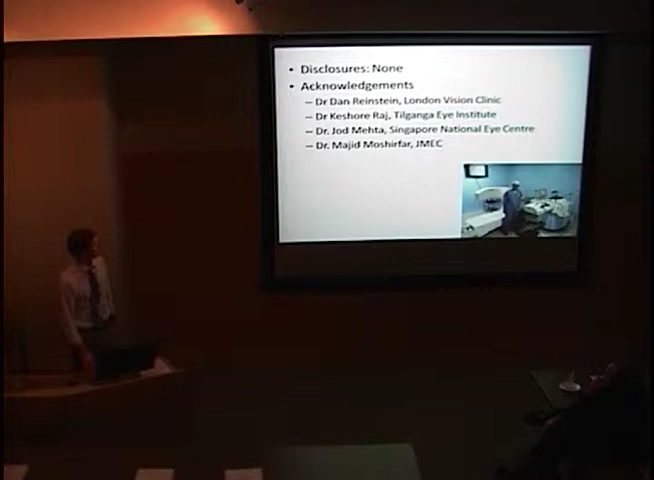 • Disclosures: None
• Acknowledgements
– Dr Dan Reinstein, London Vision Clinic
– Dr Keshore Raj, Tilganga Eye Institute
– Dr. Jod Mehta, Singapore National Eye Centre
– Dr. Majid Moshirfar, JMEC